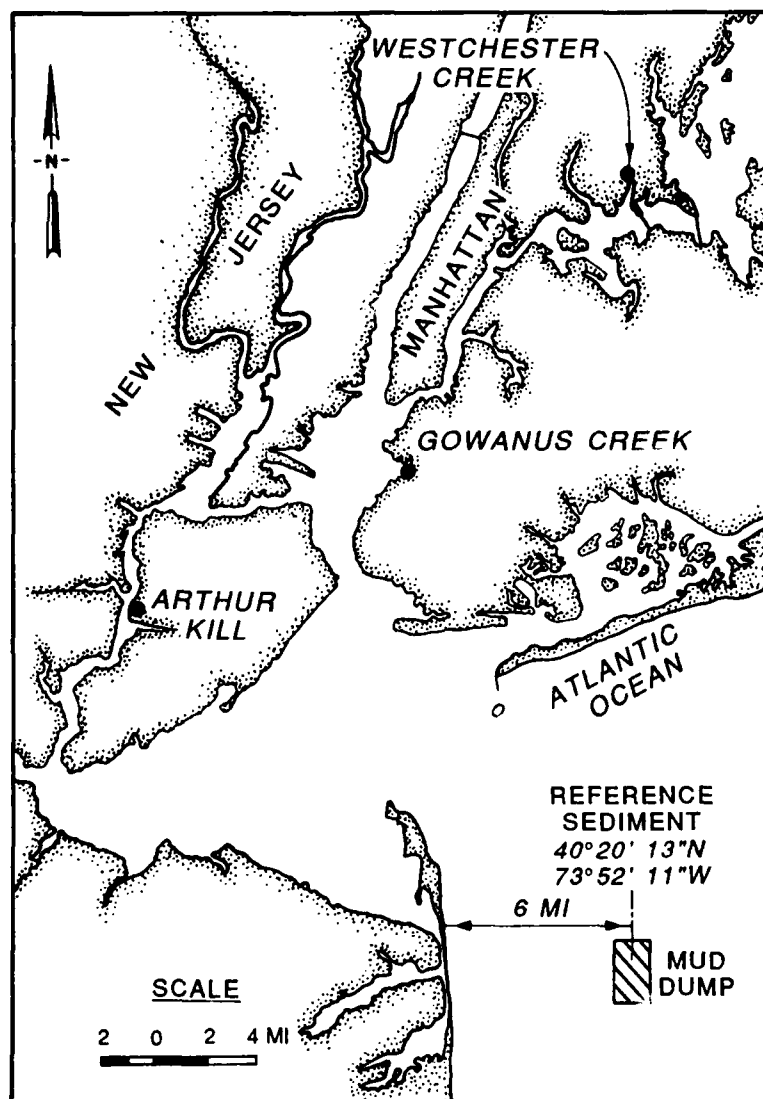 WESTCHESTER
CREEK
-N-
NEW
JERSEY
MANHATTAN
GOWANUS CREEK
ARTHUR
KILL
ATLANTIC
OCEAN
REFERENCE
SEDIMENT
40°20' 13"N
73°52' 11"W
6 MI
MUD
DUMP
SCALE
2 0 2 4 MI